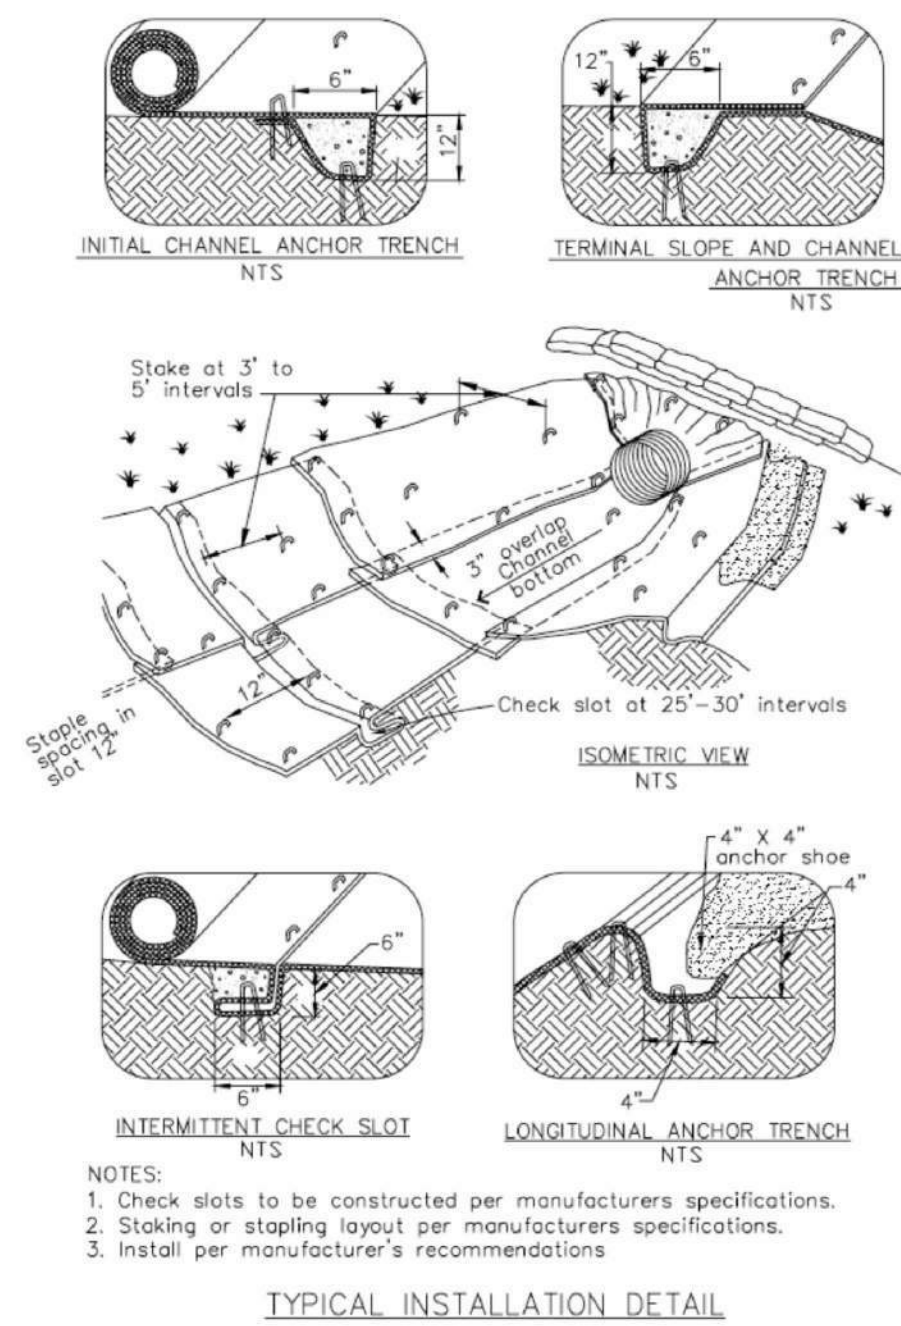 6"
12"
INITIAL CHANNEL ANCHOR TRENCH
NTS
12"
6"
TERMINAL SLOPE AND CHANNEL
ANCHOR TRENCH
NTS
Stake at 3' to
5' intervals
3" overlap
Channel
bottom
12"
Staple
spacing in
slot 12"
Check slot at 25'-30' intervals
ISOMETRIC VIEW
NTS
6"
6"
INTERMITTENT CHECK SLOT
NTS
4" X 4"
anchor shoe
4"
4"
LONGITUDINAL ANCHOR TRENCH
NTS
NOTES:
1. Check slots to be constructed per manufacturers specifications.
2. Staking or stapling layout per manufacturers specifications.
3. Install per manufacturer's recommendations
TYPICAL INSTALLATION DETAIL